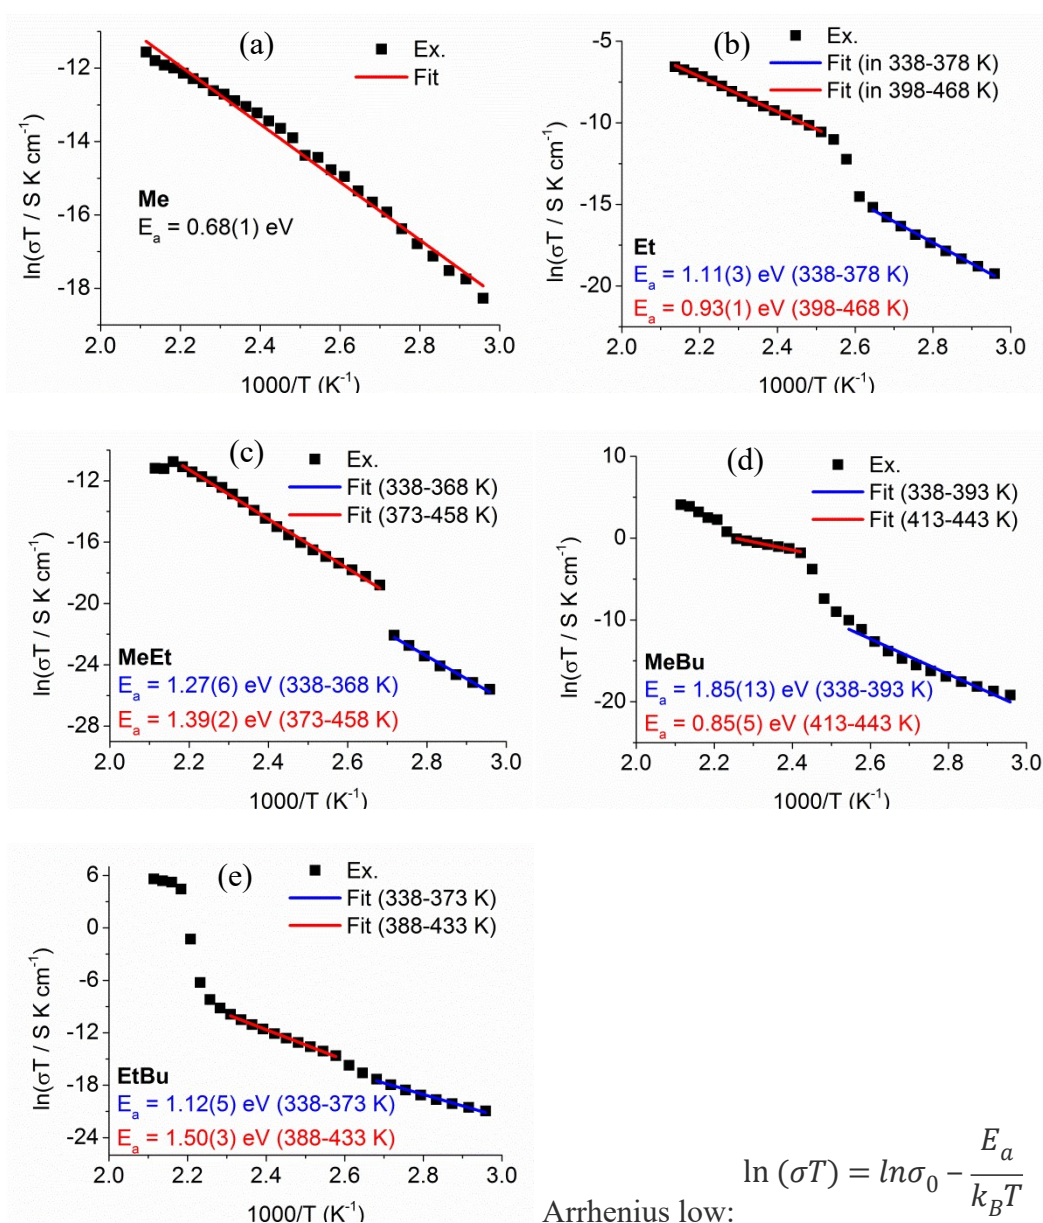 (a)
Ex.
Fit
Me
E_a = 0.68(1) eV
ln(σT / S K cm⁻¹)
-12
-14
-16
-18
2.0 2.2 2.4 2.6 2.8 3.0
1000/T (K⁻¹)
(b)
Ex.
Fit (in 338-378 K)
Fit (in 398-468 K)
Et
E_a = 1.11(3) eV (338-378 K)
E_a = 0.93(1) eV (398-468 K)
ln(σT / S K cm⁻¹)
-5
-10
-15
-20
2.0 2.2 2.4 2.6 2.8 3.0
1000/T (K⁻¹)
(c)
Ex.
Fit (338-368 K)
Fit (373-458 K)
MeEt
E_a = 1.27(6) eV (338-368 K)
E_a = 1.39(2) eV (373-458 K)
ln(σT / S K cm⁻¹)
-12
-16
-20
-24
-28
2.0 2.2 2.4 2.6 2.8 3.0
1000/T (K⁻¹)
(d)
Ex.
Fit (338-393 K)
Fit (413-443 K)
MeBu
E_a = 1.85(13) eV (338-393 K)
E_a = 0.85(5) eV (413-443 K)
ln(σT / S K cm⁻¹)
10
0
-10
-20
2.0 2.2 2.4 2.6 2.8 3.0
1000/T (K⁻¹)
(e)
Ex.
Fit (338-373 K)
Fit (388-433 K)
EtBu
E_a = 1.12(5) eV (338-373 K)
E_a = 1.50(3) eV (388-433 K)
ln(σT / S K cm⁻¹)
6
0
-6
-12
-18
-24
2.0 2.2 2.4 2.6 2.8 3.0
1000/T (K⁻¹)
Arrhenius low: ln (σT) = lnσ₀ − E_a / k_B T